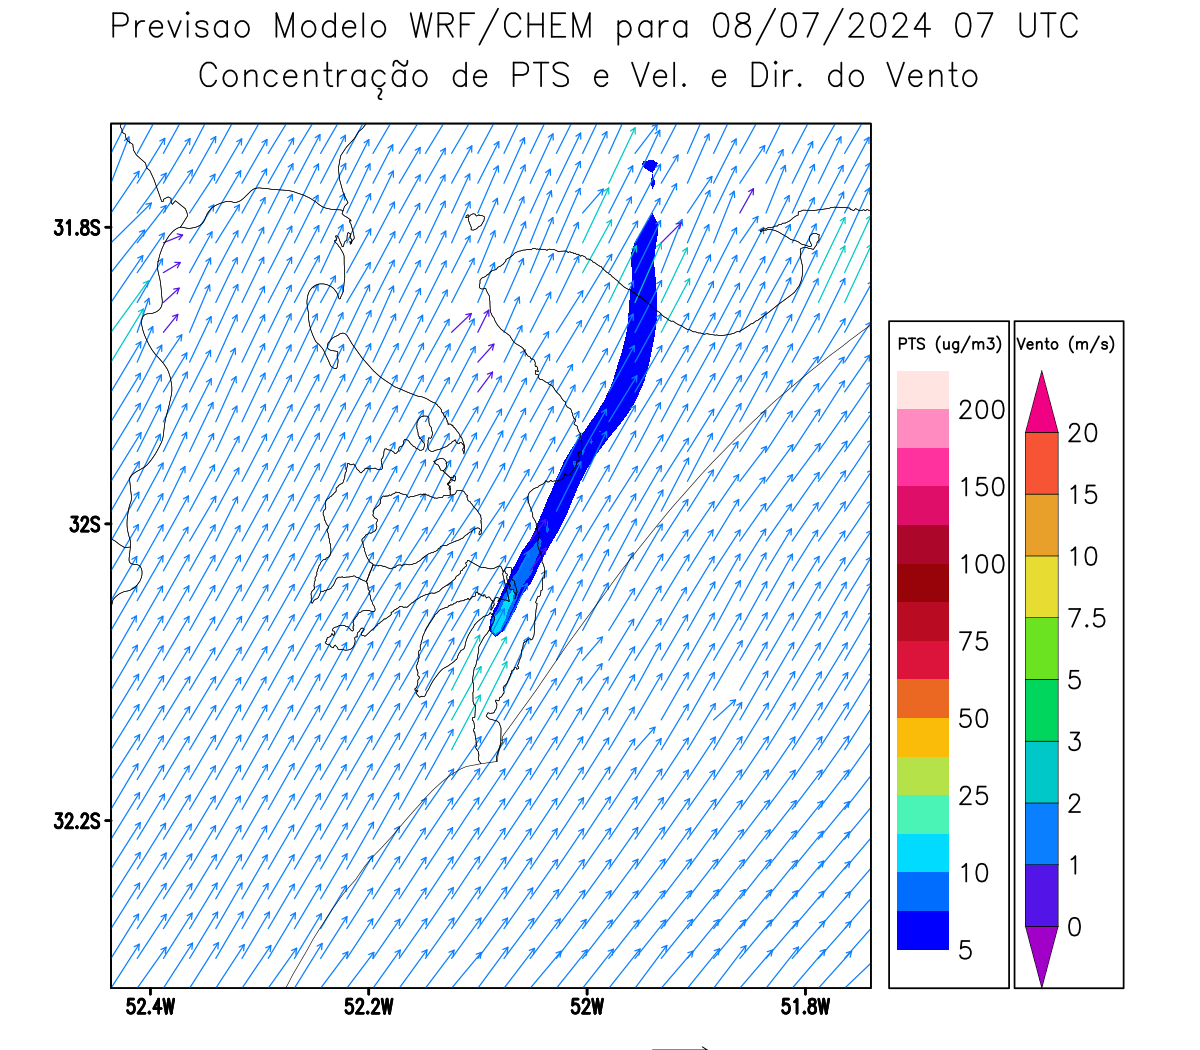 Previsao Modelo WRF/CHEM para 08/07/2024 07 UTC
Concentração de PTS e Vel. e Dir. do Vento
31.8S
32S
32.2S
52.4W 52.2W 52W 51.8W
PTS (ug/m3)
200
150
100
75
50
25
10
5
Vento (m/s)
20
15
10
7.5
5
3
2
1
0